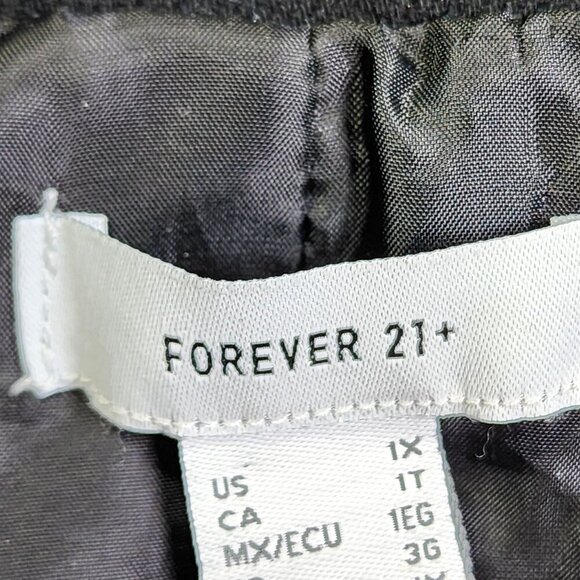 FOREVER 21+
1X
US 1T
CA 1EG
MX/ECU 3G